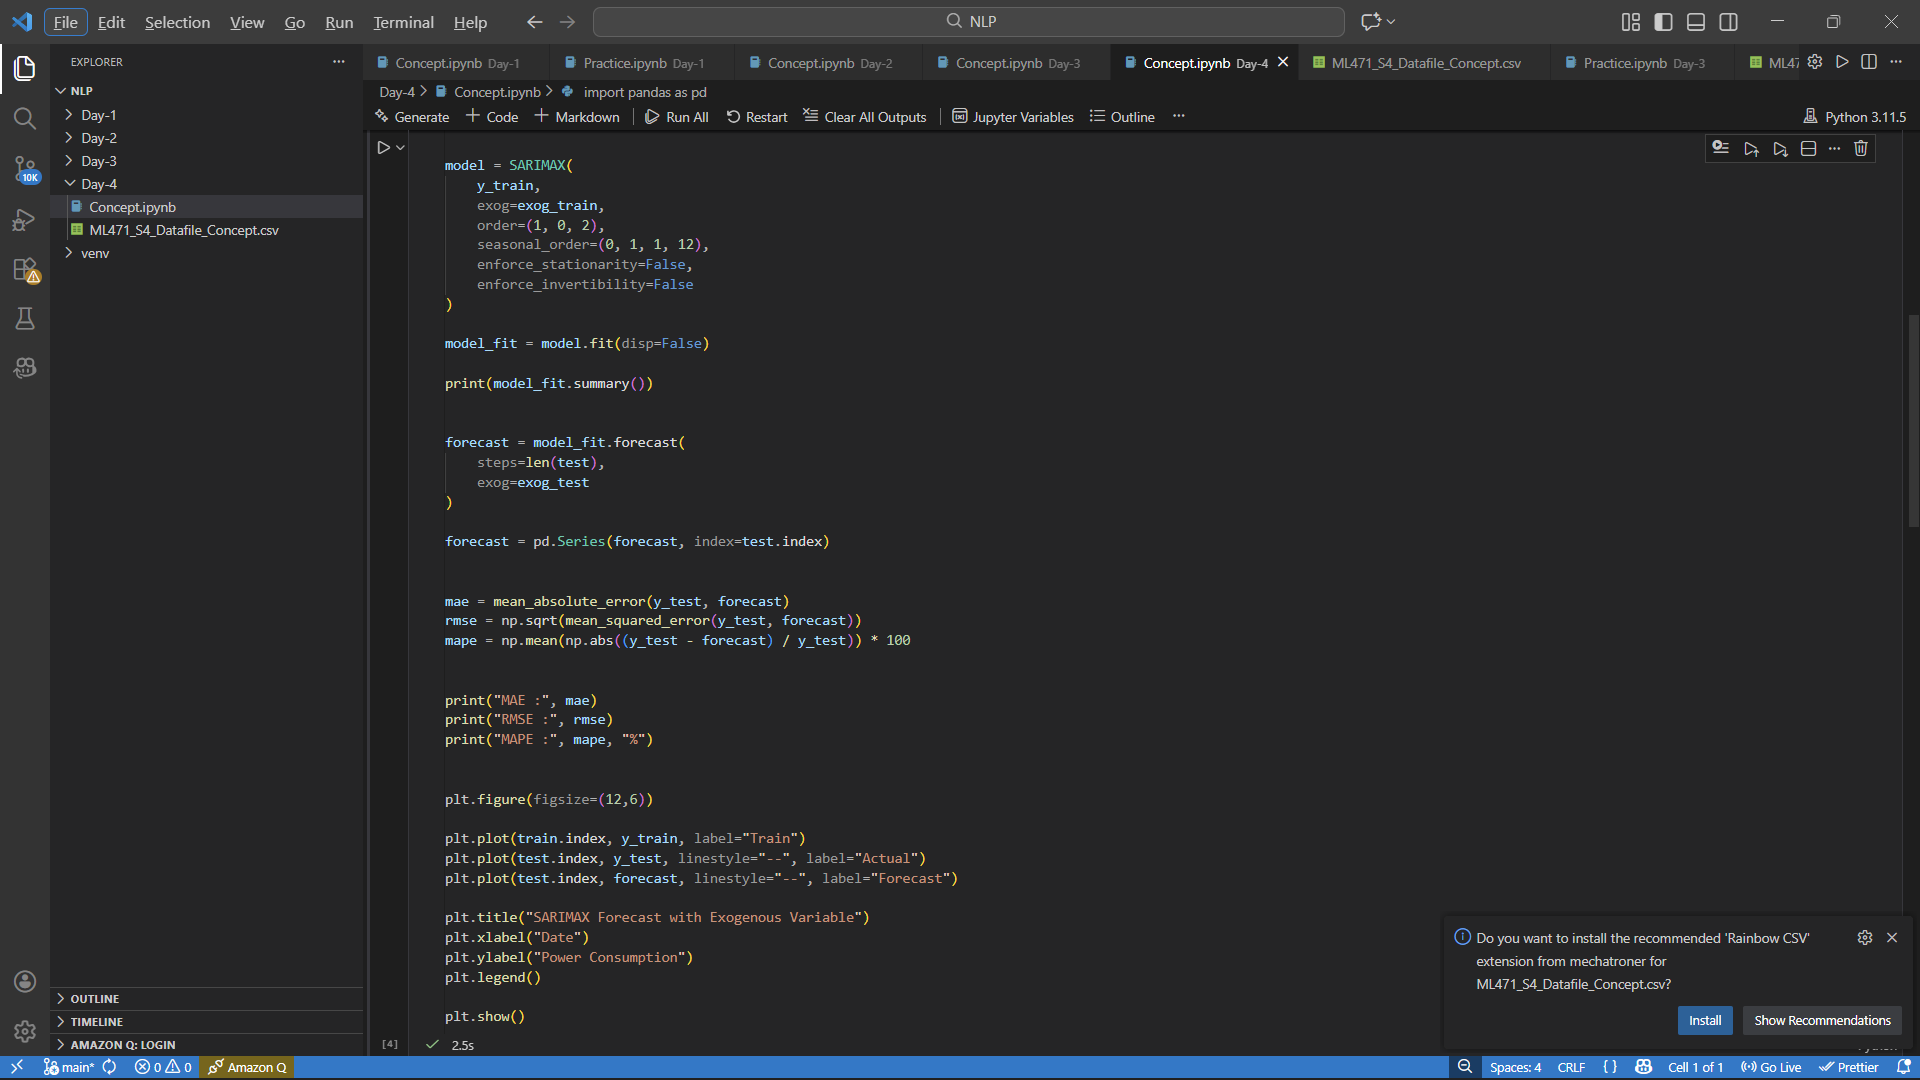 File Edit Selection View Go Run Terminal Help
NLP
EXPLORER
NLP
Day-1
Day-2
Day-3
Day-4
Concept.ipynb
ML471_S4_Datafile_Concept.csv
venv
OUTLINE
TIMELINE
AMAZON Q: LOGIN
10K
Concept.ipynb Day-1
Practice.ipynb Day-1
Concept.ipynb Day-2
Concept.ipynb Day-3
Concept.ipynb Day-4
ML471_S4_Datafile_Concept.csv
Practice.ipynb Day-3
ML47
Day-4 > Concept.ipynb > import pandas as pd
Generate + Code + Markdown Run All Restart Clear All Outputs Jupyter Variables Outline ···
Python 3.11.5
model = SARIMAX(
    y_train,
    exog=exog_train,
    order=(1, 0, 2),
    seasonal_order=(0, 1, 1, 12),
    enforce_stationarity=False,
    enforce_invertibility=False
)
model_fit = model.fit(disp=False)
print(model_fit.summary())
forecast = model_fit.forecast(
    steps=len(test),
    exog=exog_test
)
forecast = pd.Series(forecast, index=test.index)
mae = mean_absolute_error(y_test, forecast)
rmse = np.sqrt(mean_squared_error(y_test, forecast))
mape = np.mean(np.abs((y_test - forecast) / y_test)) * 100
print("MAE :", mae)
print("RMSE :", rmse)
print("MAPE :", mape, "%")
plt.figure(figsize=(12,6))
plt.plot(train.index, y_train, label="Train")
plt.plot(test.index, y_test, linestyle="--", label="Actual")
plt.plot(test.index, forecast, linestyle="--", label="Forecast")
plt.title("SARIMAX Forecast with Exogenous Variable")
plt.xlabel("Date")
plt.ylabel("Power Consumption")
plt.legend()
plt.show()
[4] 2.5s
Do you want to install the recommended 'Rainbow CSV'
extension from mechatroner for
ML471_S4_Datafile_Concept.csv?
Install Show Recommendations
main* 0 0 Amazon Q
Spaces: 4 CRLF { } Cell 1 of 1 Go Live Prettier